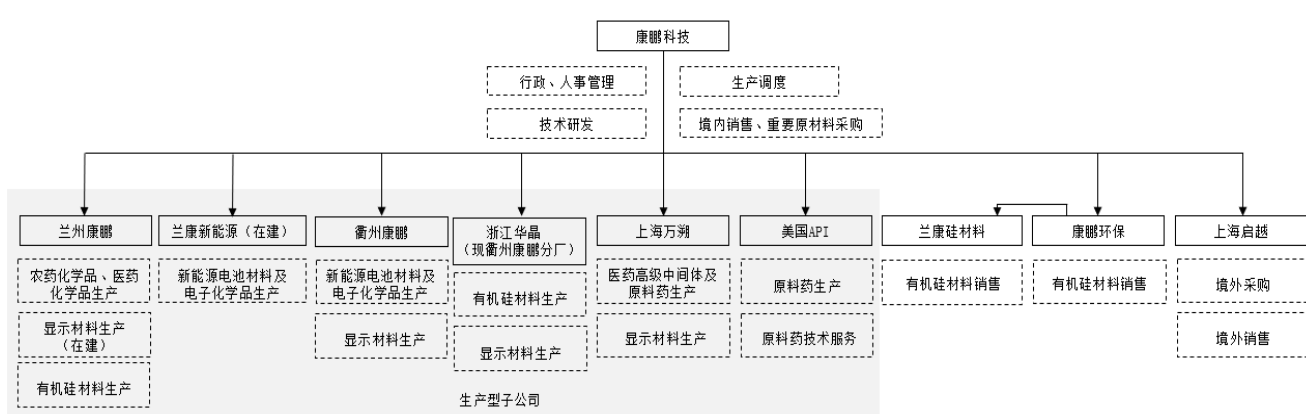 康鹏科技
行政、人事管理
生产调度
技术研发
境内销售、重要原材料采购
兰州康鹏
兰康新能源（在建）
衢州康鹏
浙江华晶
（现衢州康鹏分厂）
上海万溯
美国API
兰康硅材料
康鹏环保
上海启越
农药化学品、医药
化学品生产
显示材料生产
（在建）
有机硅材料生产
新能源电池材料及
电子化学品生产
新能源电池材料及
电子化学品生产
显示材料生产
有机硅材料生产
显示材料生产
医药高级中间体及
原料药生产
显示材料生产
原料药生产
原料药技术服务
有机硅材料销售
有机硅材料销售
境外采购
境外销售
生产型子公司